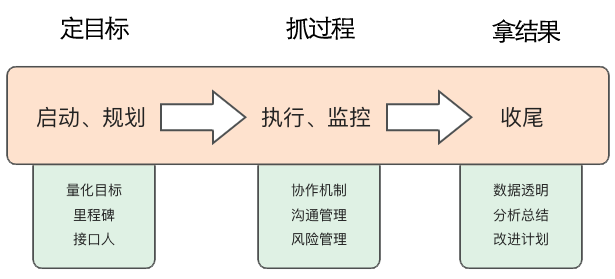 定目标
抓过程
拿结果
启动、规划
执行、监控
收尾
量化目标
里程碑
接口人
协作机制
沟通管理
风险管理
数据透明
分析总结
改进计划